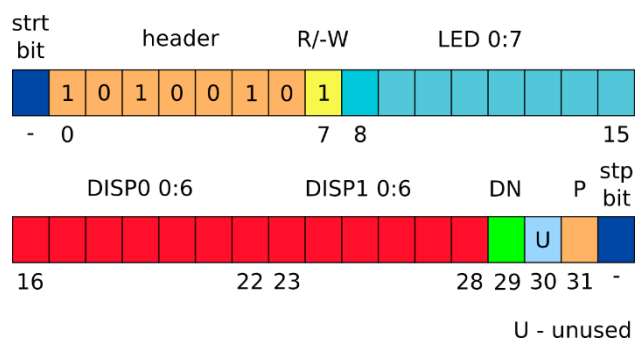 strt bit header R/-W LED 0:7
1 0 1 0 0 1 0 1
- 0 7 8 15
DISP0 0:6 DISP1 0:6 DN P stp bit
U
16 22 23 28 29 30 31 -
U - unused